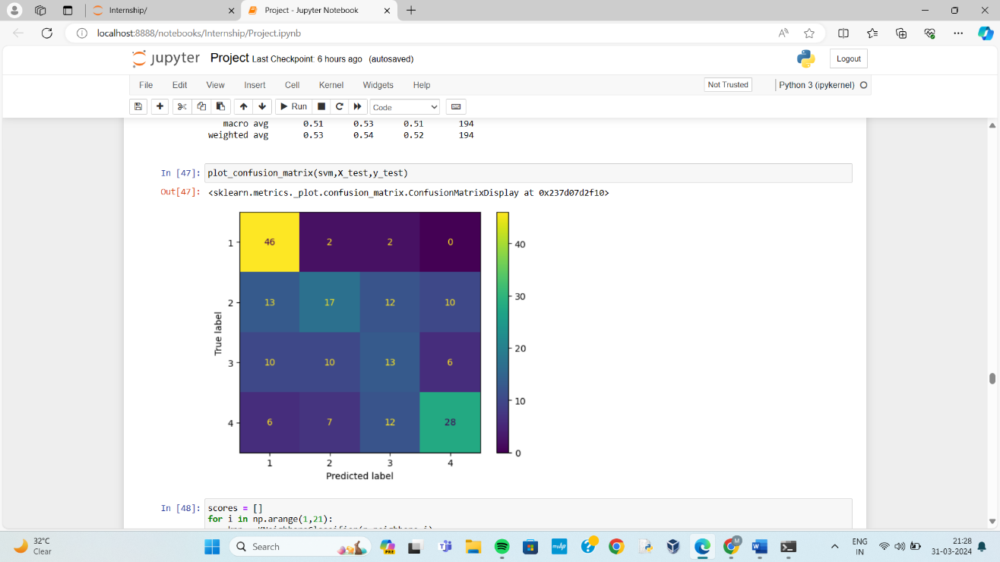 Internship/
Project - Jupyter Notebook
localhost:8888/notebooks/Internship/Project.ipynb
jupyter Project Last Checkpoint: 6 hours ago (autosaved)
Logout
File Edit View Insert Cell Kernel Widgets Help
Not Trusted
Python 3 (ipykernel)
Run
Code
macro avg 0.51 0.53 0.51 194
weighted avg 0.53 0.54 0.52 194
In [47]: plot_confusion_matrix(svm,X_test,y_test)
Out[47]: <sklearn.metrics._plot.confusion_matrix.ConfusionMatrixDisplay at 0x237d07d2f10>
1 46 2 2 0
2 13 17 12 10
3 10 10 13 6
4 6 7 12 28
1 2 3 4
True label
Predicted label
40
30
20
10
0
In [48]: scores = []
for i in np.arange(1,21):
32°C
Clear
Search
PRE
myhp
M
ENG
IN
21:28
31-03-2024